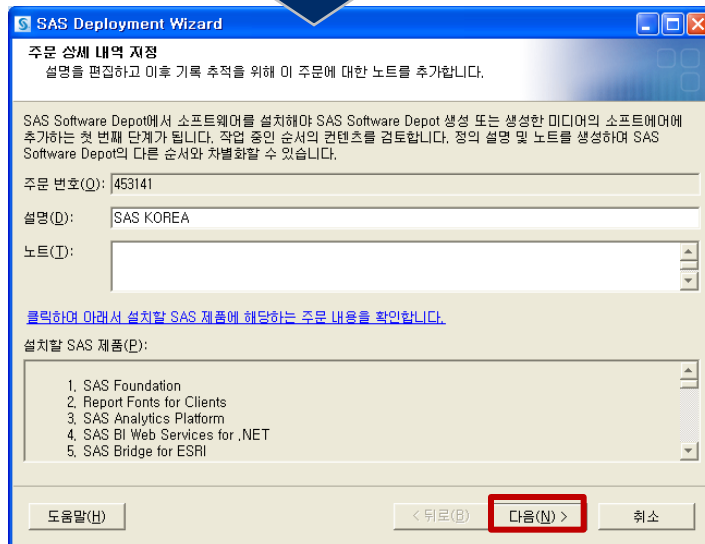 SAS Deployment Wizard
주문 상세 내역 지정
설명을 편집하고 이후 기록 추적을 위해 이 주문에 대한 노트를 추가합니다.
SAS Software Depot에서 소프트웨어를 설치해야 SAS Software Depot 생성 또는 생성한 미디어의 소프트에어에
추가하는 첫 번째 단계가 됩니다. 작업 중인 순서의 컨텐츠를 검토합니다. 정의 설명 및 노트를 생성하여 SAS
Software Depot의 다른 순서와 차별화할 수 있습니다.
주문 번호(O): 453141
설명(D): SAS KOREA
노트(T):
클릭하여 아래서 설치할 SAS 제품에 해당하는 주문 내용을 확인합니다.
설치할 SAS 제품(P):
1. SAS Foundation
2. Report Fonts for Clients
3. SAS Analytics Platform
4. SAS BI Web Services for .NET
5. SAS Bridge for ESRI
도움말(H) < 뒤로(B) 다음(N) > 취소